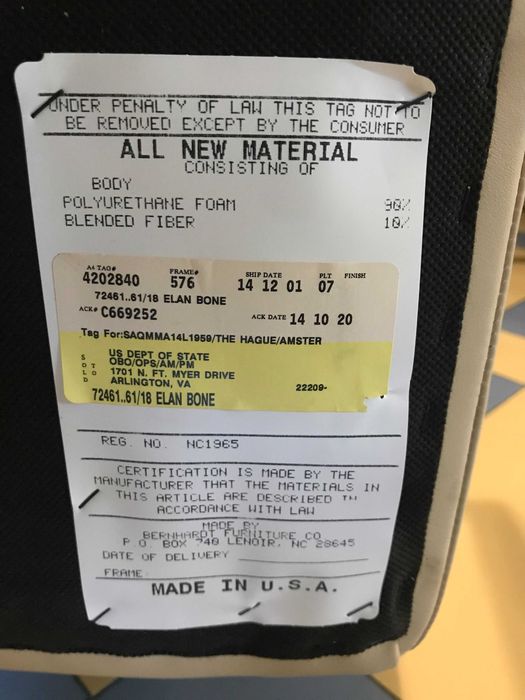 UNDER PENALTY OF LAW THIS TAG NOT TO
BE REMOVED EXCEPT BY THE CONSUMER
ALL NEW MATERIAL
CONSISTING OF
BODY
POLYURETHANE FOAM 90%
BLENDED FIBER 10%
A4 TAG# FRAME# SHIP DATE PLT FINISH
4202840 576 14 12 01 07
72461..61/18 ELAN BONE
ACK# C669252 ACK DATE 14 10 20
Tag For:SAQMMA14L1959/THE HAGUE/AMSTER
SOLD TO
US DEPT OF STATE
OBO/OPS/AM/PM
1701 N. FT. MYER DRIVE
ARLINGTON, VA 22209-
72461..61/18 ELAN BONE
REG. NO. NC1965
CERTIFICATION IS MADE BY THE
MANUFACTURER THAT THE MATERIALS IN
THIS ARTICLE ARE DESCRIBED IN
ACCORDANCE WITH LAW
MADE BY
BERNHARDT FURNITURE CO.
P.O. BOX 740 LENOIR, NC 28645
DATE OF DELIVERY
FRAME
MADE IN U.S.A.